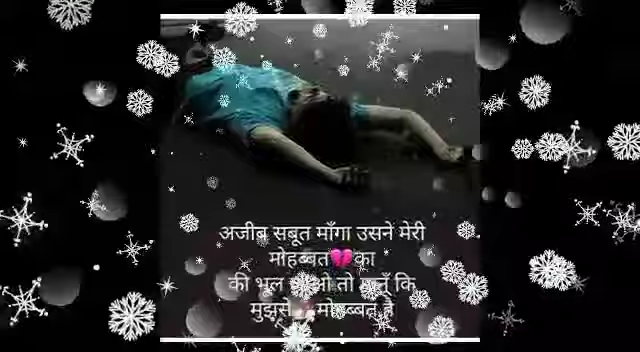 अजीब सबूत माँगा उसने मेरी
मोहब्बत💔का
की भूल तो कि
मुझसे मोहब्बत है